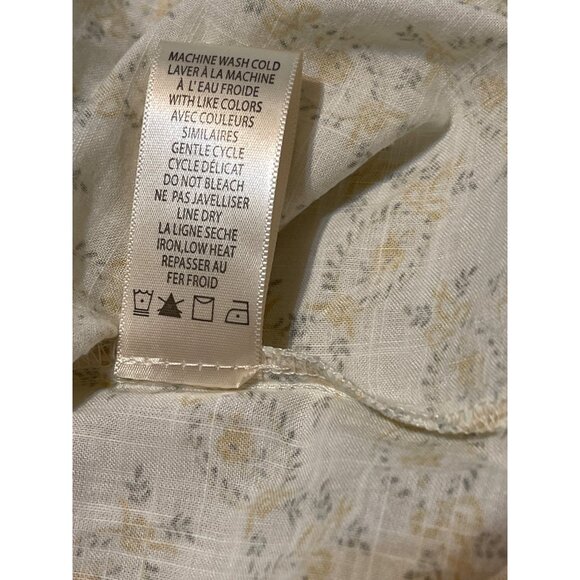 MACHINE WASH COLD
LAVER À LA MACHINE
À L'EAU FROIDE
WITH LIKE COLORS
AVEC COULEURS
SIMILAIRES
GENTLE CYCLE
CYCLE DÉLICAT
DO NOT BLEACH
NE PAS JAVELLISER
LINE DRY
LA LIGNE SECHE
IRON,LOW HEAT
REPASSER AU
FER FROID